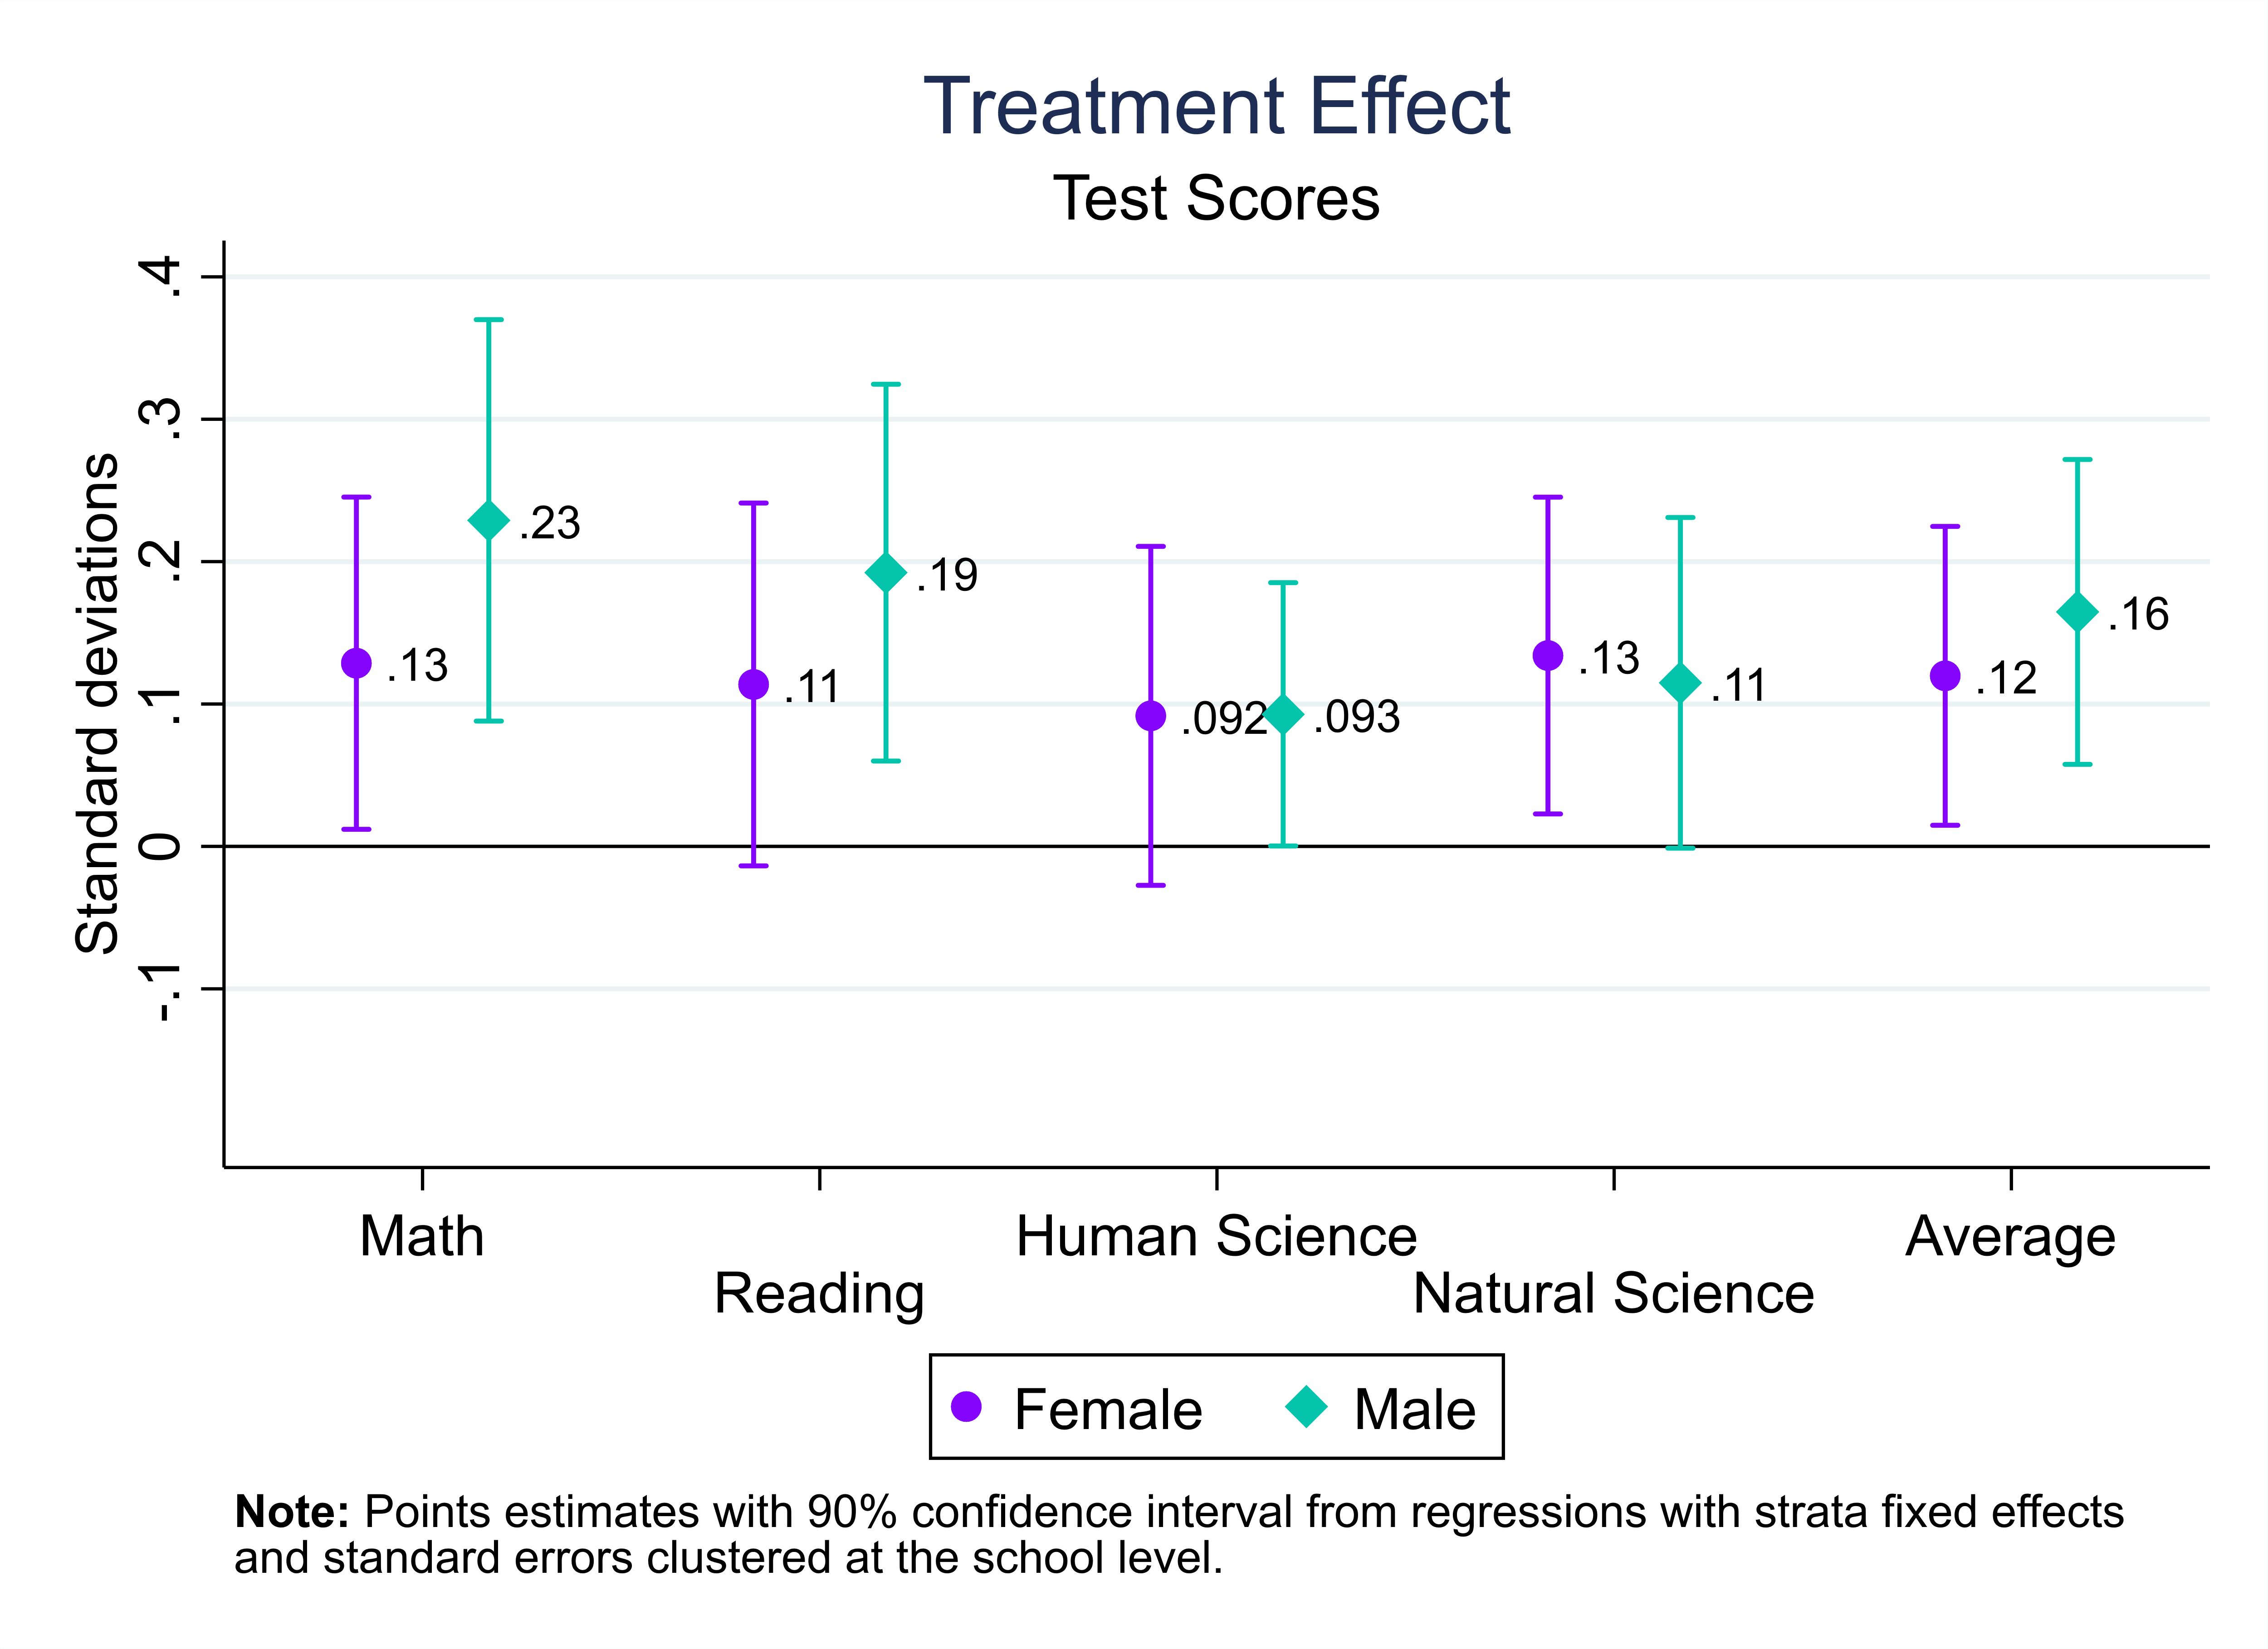 Treatment Effect
Test Scores
Standard deviations
.4
.3
.2
.1
0
-.1
.13
.23
.11
.19
.092
.093
.13
.11
.12
.16
Math
Reading
Human Science
Natural Science
Average
Female
Male
Note: Points estimates with 90% confidence interval from regressions with strata fixed effects
and standard errors clustered at the school level.